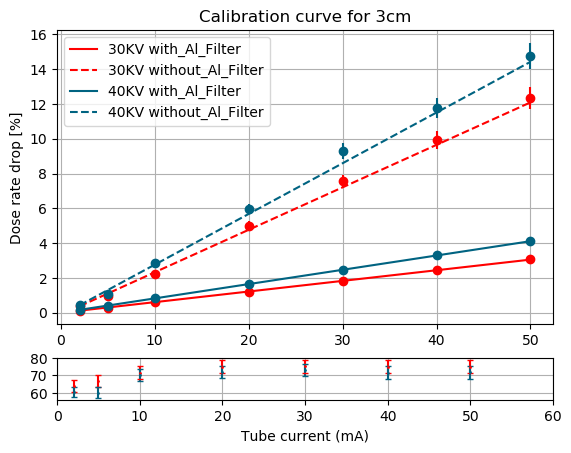 Calibration curve for 3cm
30KV with_Al_Filter
30KV without_Al_Filter
40KV with_Al_Filter
40KV without_Al_Filter
Dose rate drop [%]
16
14
12
10
8
6
4
2
0
0 10 20 30 40 50
80
70
60
0 10 20 30 40 50 60
Tube current (mA)